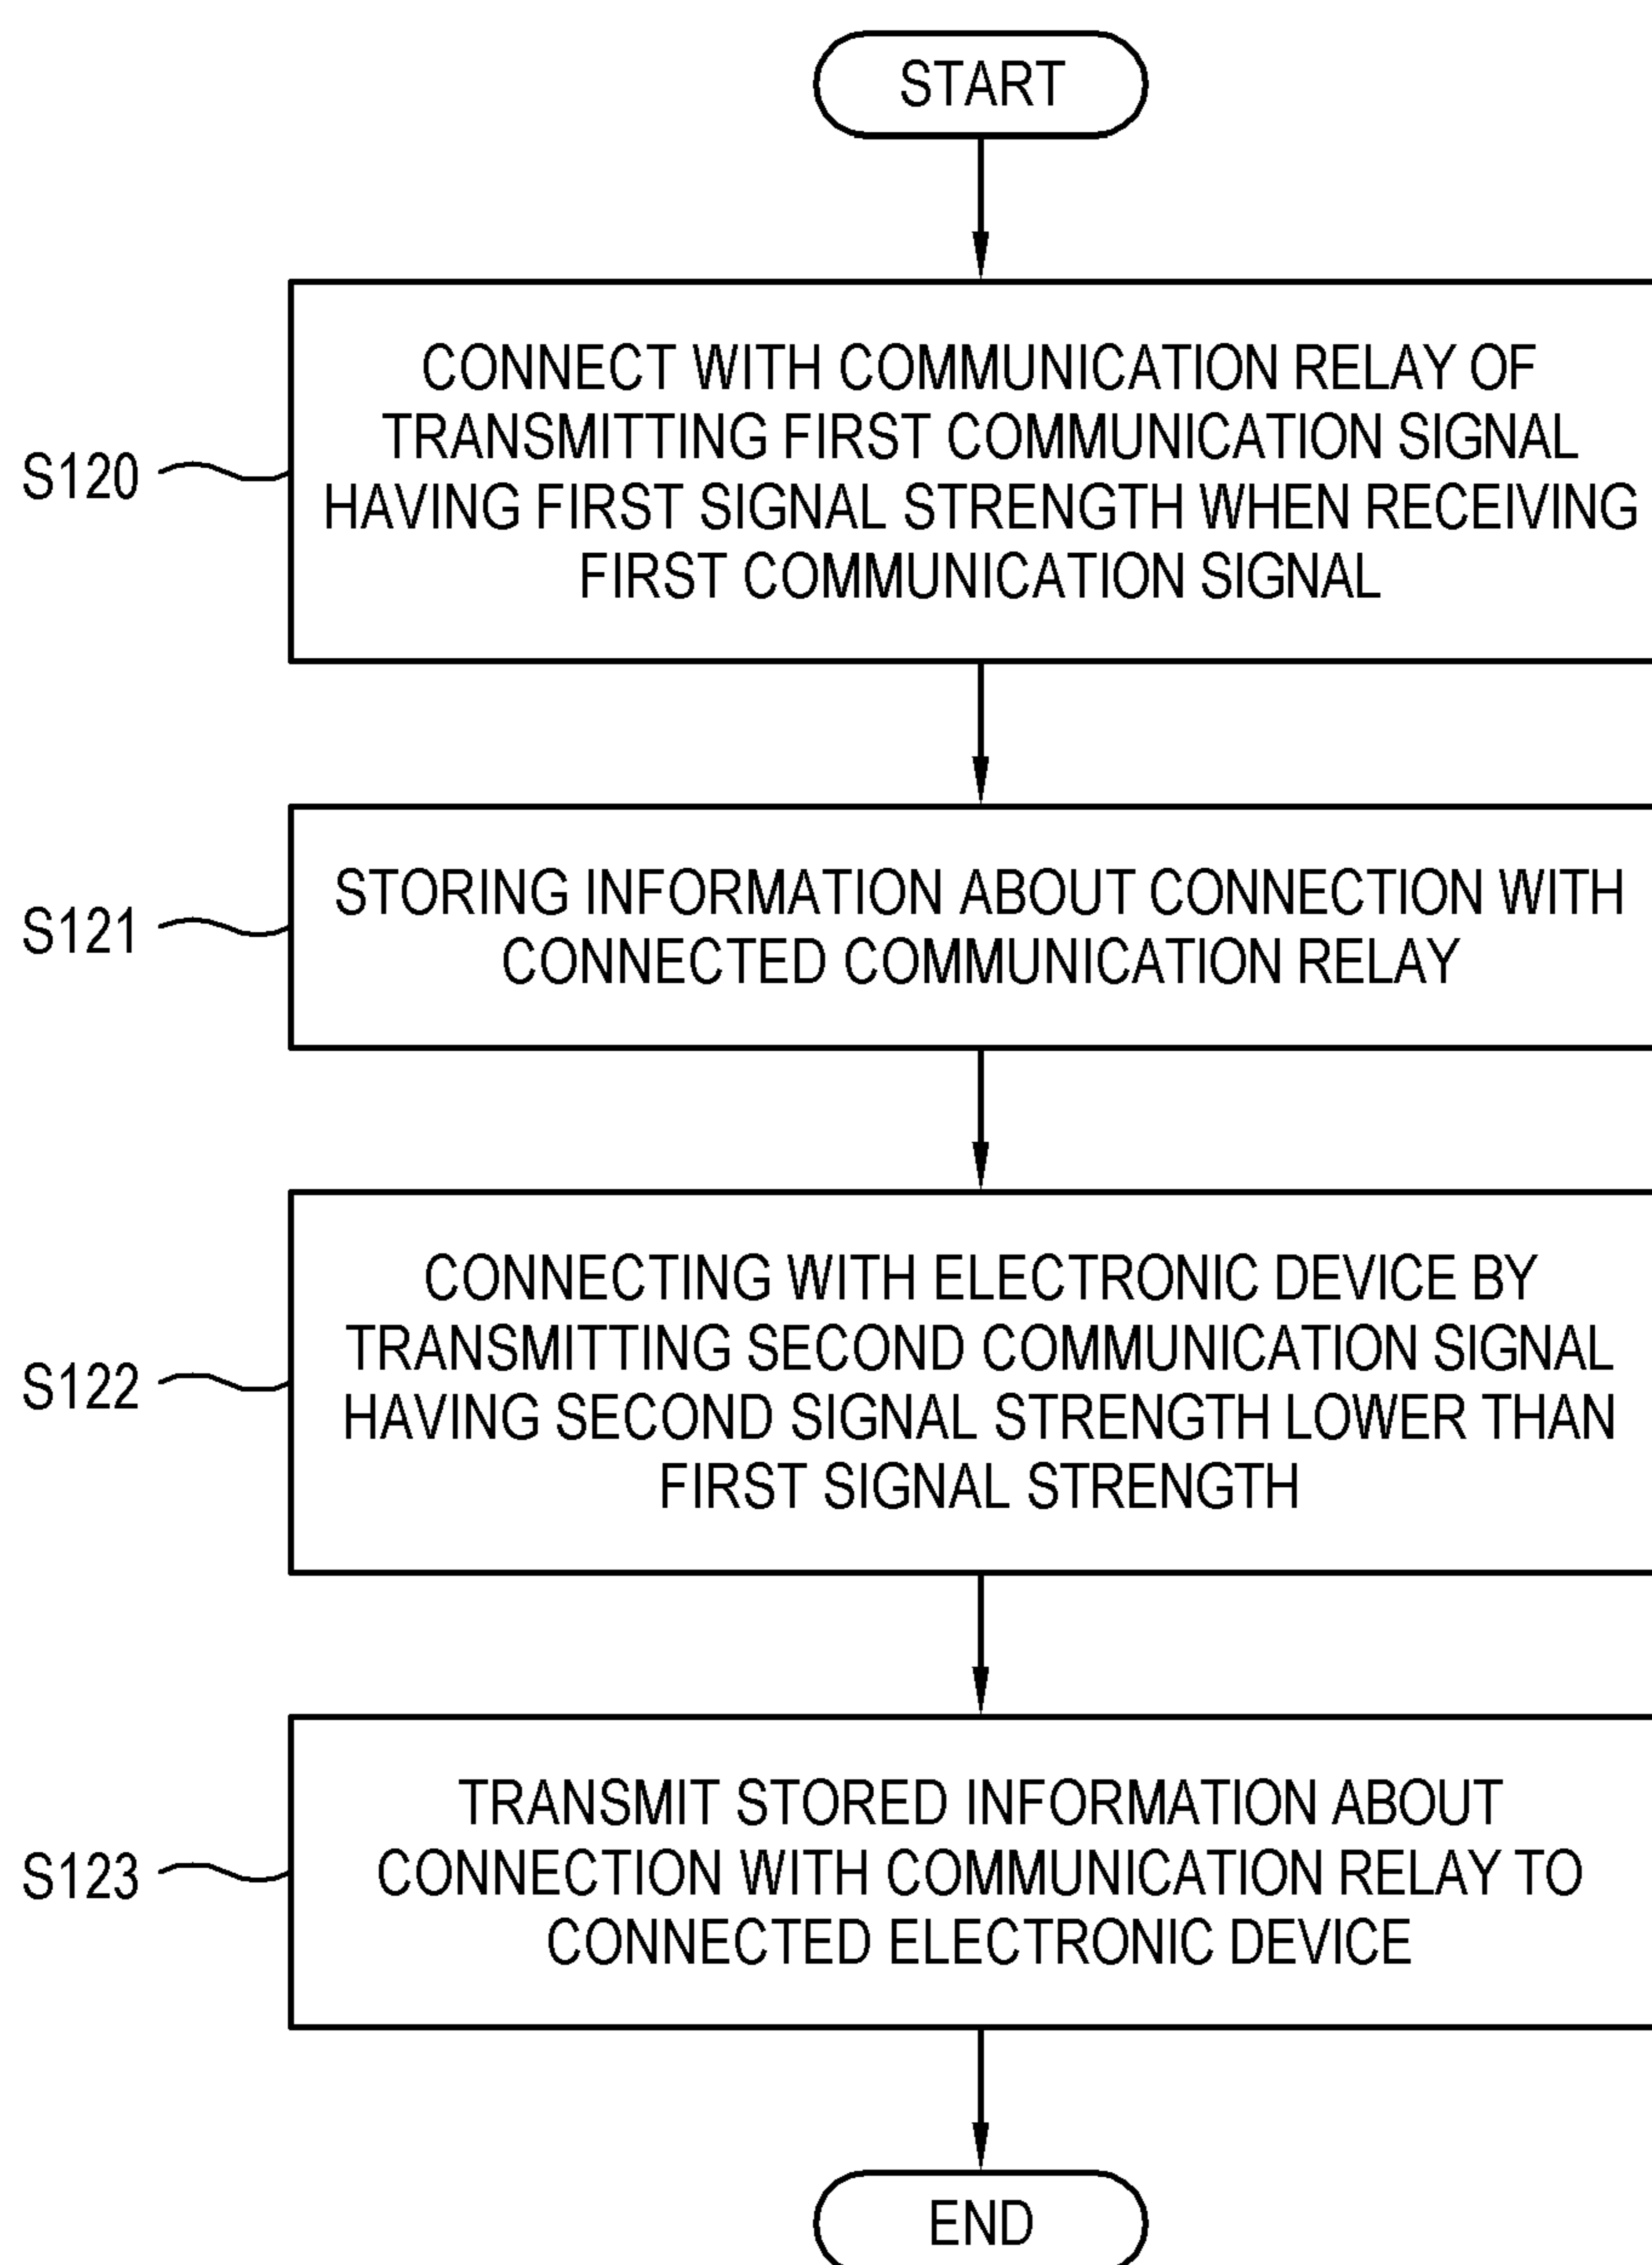 START
S120
CONNECT WITH COMMUNICATION RELAY OF
TRANSMITTING FIRST COMMUNICATION SIGNAL
HAVING FIRST SIGNAL STRENGTH WHEN RECEIVING
FIRST COMMUNICATION SIGNAL
S121
STORING INFORMATION ABOUT CONNECTION WITH
CONNECTED COMMUNICATION RELAY
S122
CONNECTING WITH ELECTRONIC DEVICE BY
TRANSMITTING SECOND COMMUNICATION SIGNAL
HAVING SECOND SIGNAL STRENGTH LOWER THAN
FIRST SIGNAL STRENGTH
S123
TRANSMIT STORED INFORMATION ABOUT
CONNECTION WITH COMMUNICATION RELAY TO
CONNECTED ELECTRONIC DEVICE
END